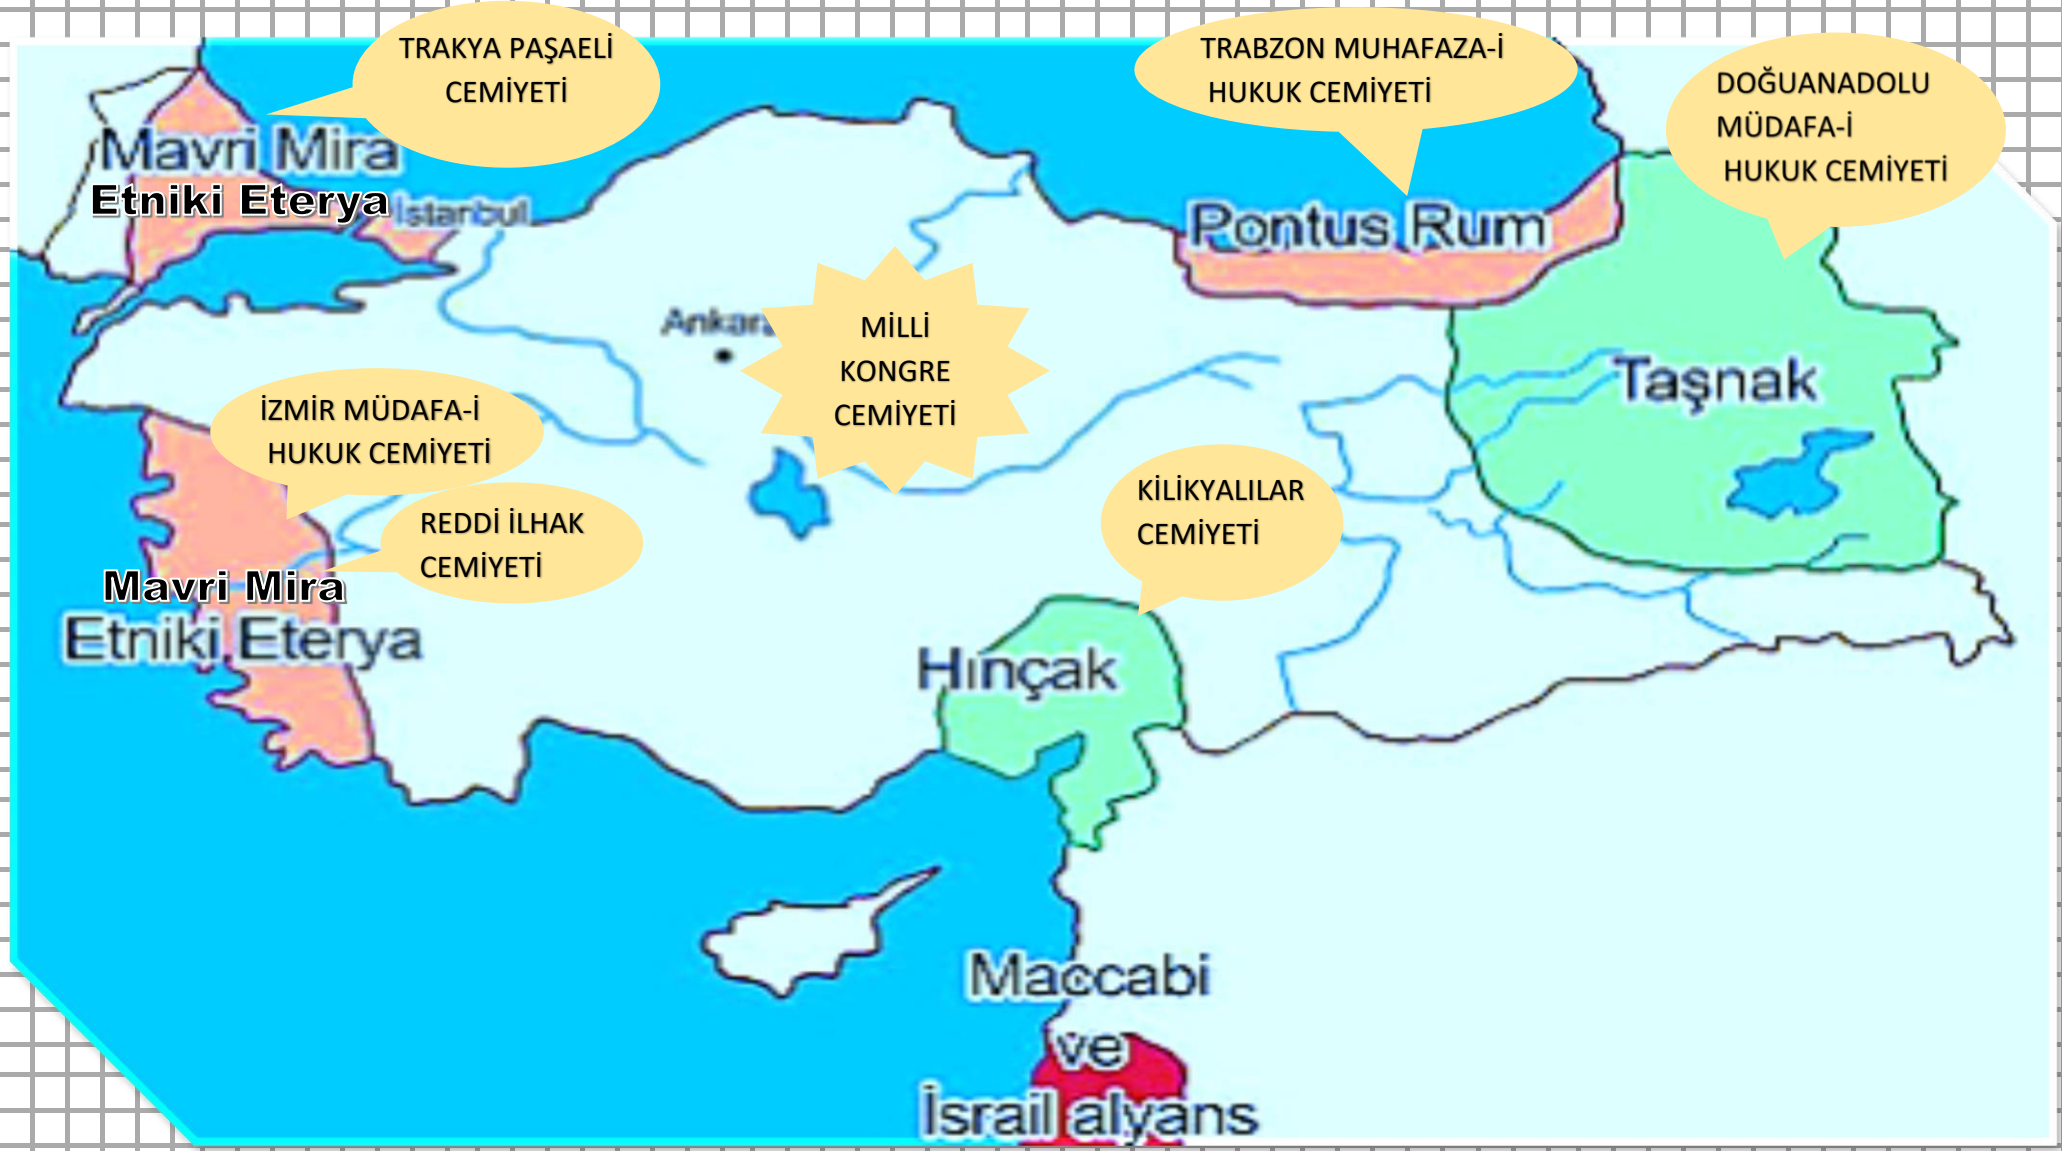 TRAKYA PAŞAELİ
CEMİYETİ
TRABZON MUHAFAZA-İ
HUKUK CEMİYETİ
DOĞUANADOLU
MÜDAFA-İ
HUKUK CEMİYETİ
Mavri Mira
Etniki Eterya
İstanbul
Pontus Rum
Ankara
MİLLİ
KONGRE
CEMİYETİ
Taşnak
İZMİR MÜDAFA-İ
HUKUK CEMİYETİ
REDDİ İLHAK
CEMİYETİ
KİLİKYALILAR
CEMİYETİ
Mavri Mira
Etniki Eterya
Hınçak
Maccabi
ve
İsrail alyans